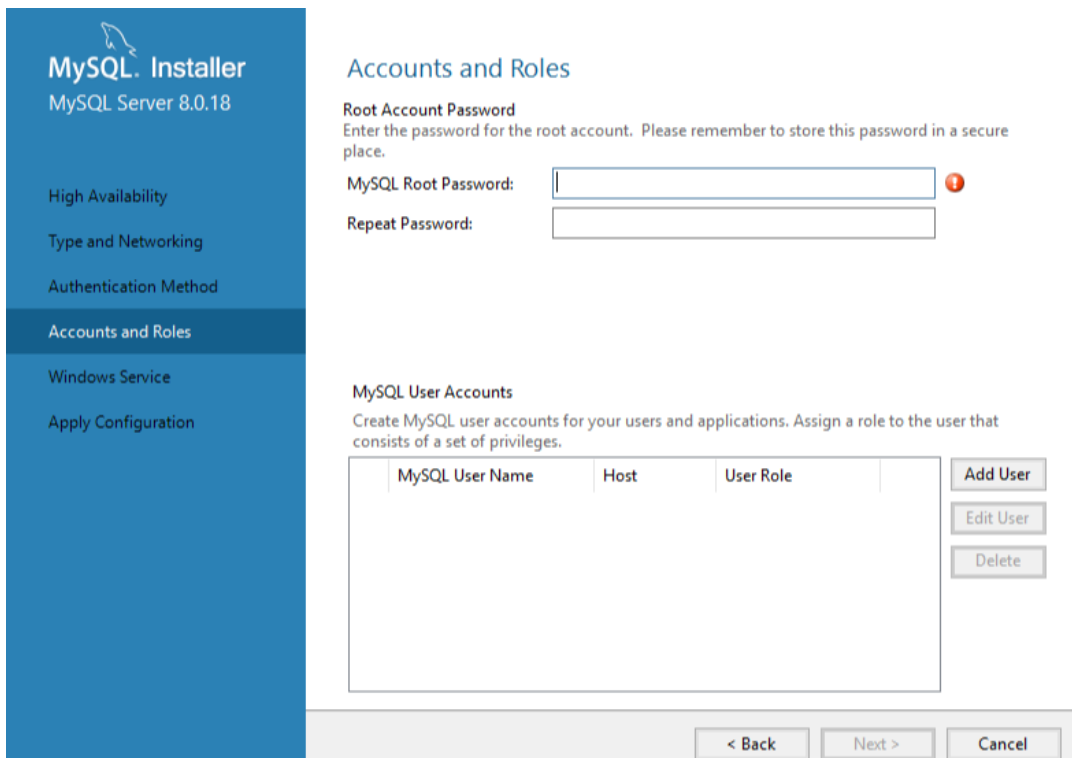 MySQL. Installer
MySQL Server 8.0.18
High Availability
Type and Networking
Authentication Method
Accounts and Roles
Windows Service
Apply Configuration
Accounts and Roles
Root Account Password
Enter the password for the root account. Please remember to store this password in a secure
place.
MySQL Root Password:
Repeat Password:
MySQL User Accounts
Create MySQL user accounts for your users and applications. Assign a role to the user that
consists of a set of privileges.
MySQL User Name Host User Role
Add User
Edit User
Delete
< Back Next > Cancel